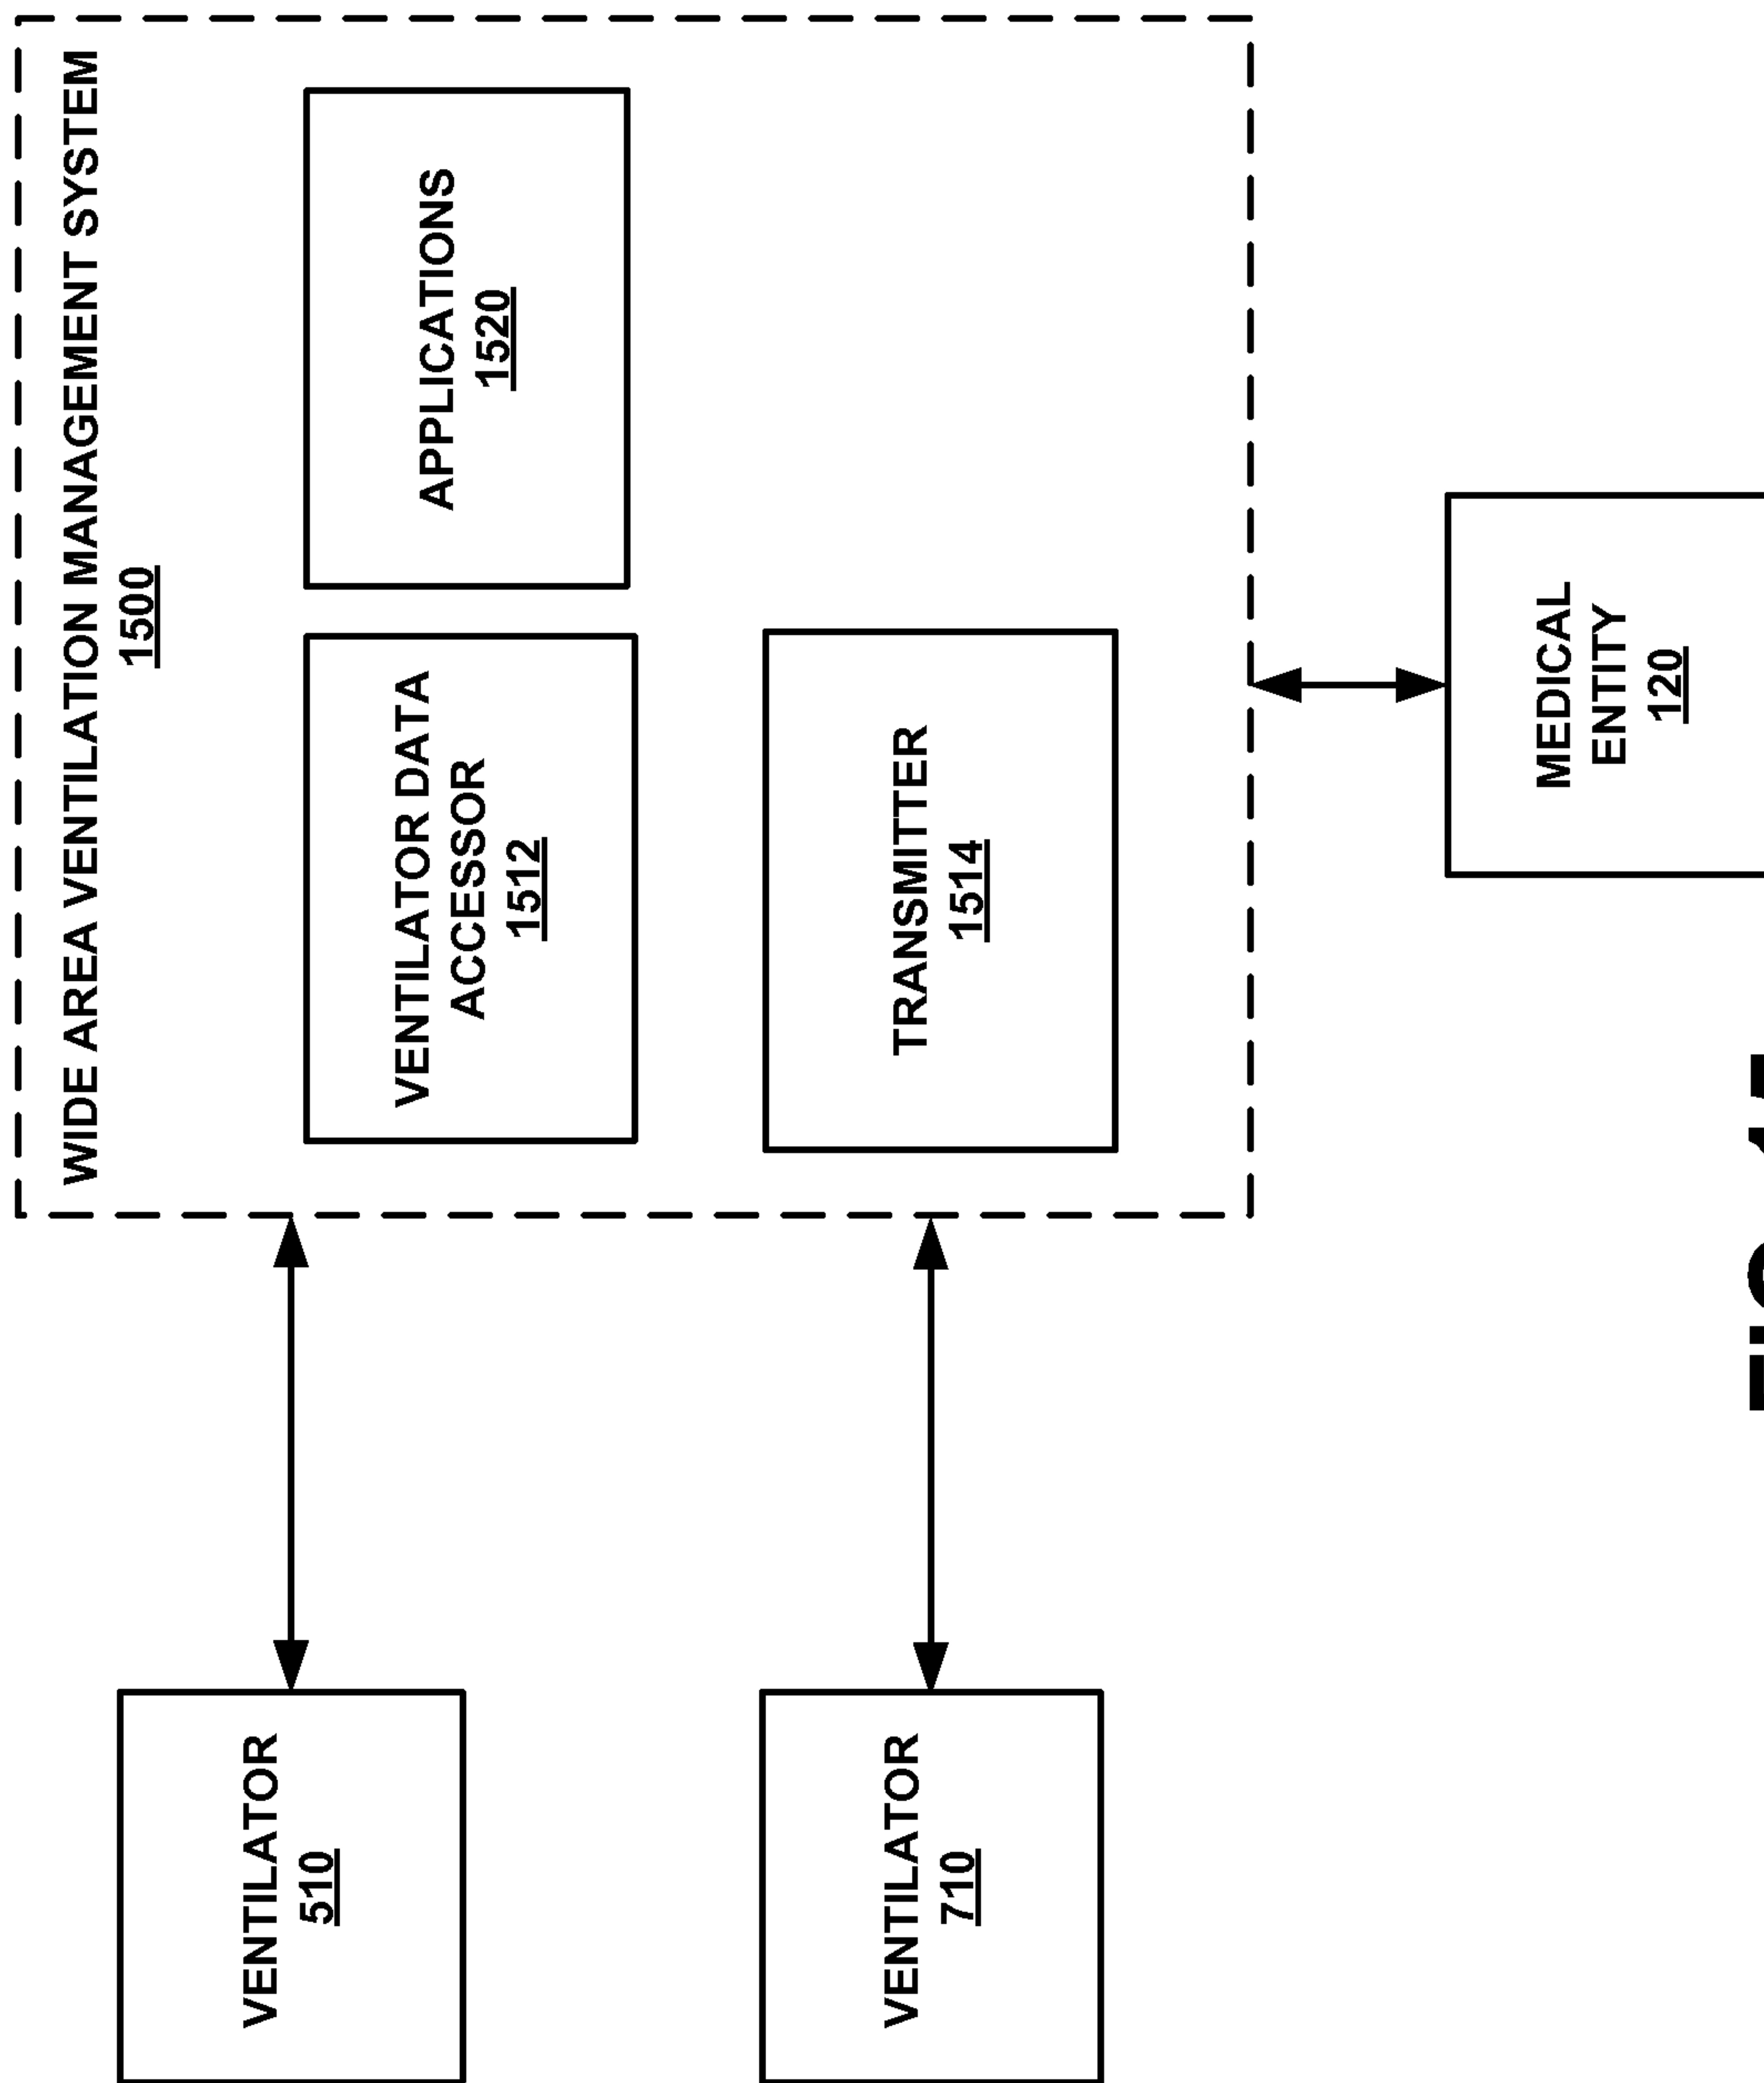 WIDE AREA VENTILATION MANAGEMENT SYSTEM
1500
VENTILATOR
510
VENTILATOR DATA
ACCESSOR
1512
APPLICATIONS
1520
VENTILATOR
710
TRANSMITTER
1514
MEDICAL
ENTITY
120